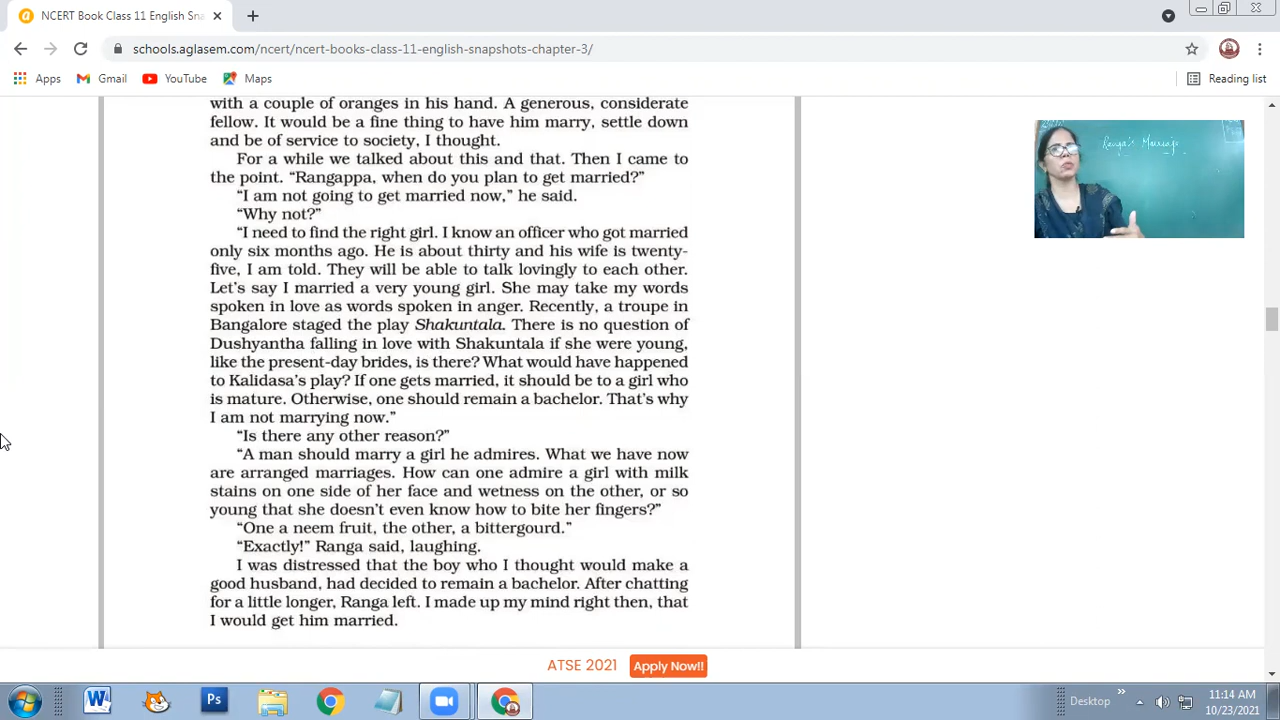 NCERT Book Class 11 English Sna
schools.aglasem.com/ncert/ncert-books-class-11-english-snapshots-chapter-3/
Apps Gmail YouTube Maps Reading list
with a couple of oranges in his hand. A generous, considerate
fellow. It would be a fine thing to have him marry, settle down
and be of service to society, I thought.
For a while we talked about this and that. Then I came to
the point. “Rangappa, when do you plan to get married?”
“I am not going to get married now,” he said.
“Why not?”
“I need to find the right girl. I know an officer who got married
only six months ago. He is about thirty and his wife is twenty-
five, I am told. They will be able to talk lovingly to each other.
Let’s say I married a very young girl. She may take my words
spoken in love as words spoken in anger. Recently, a troupe in
Bangalore staged the play Shakuntala. There is no question of
Dushyantha falling in love with Shakuntala if she were young,
like the present-day brides, is there? What would have happened
to Kalidasa’s play? If one gets married, it should be to a girl who
is mature. Otherwise, one should remain a bachelor. That’s why
I am not marrying now.”
“Is there any other reason?”
“A man should marry a girl he admires. What we have now
are arranged marriages. How can one admire a girl with milk
stains on one side of her face and wetness on the other, or so
young that she doesn’t even know how to bite her fingers?”
“One a neem fruit, the other, a bittergourd.”
“Exactly!” Ranga said, laughing.
I was distressed that the boy who I thought would make a
good husband, had decided to remain a bachelor. After chatting
for a little longer, Ranga left. I made up my mind right then, that
I would get him married.
Ranga's Marriage
ATSE 2021 Apply Now!!
W Ps Desktop 11:14 AM
10/23/2021